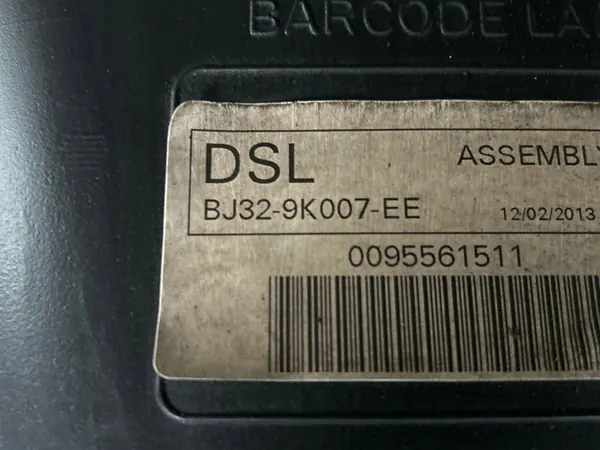 BARCODE
DSL ASSEMBLY
BJ32-9K007-EE 12/02/2013
0095561511